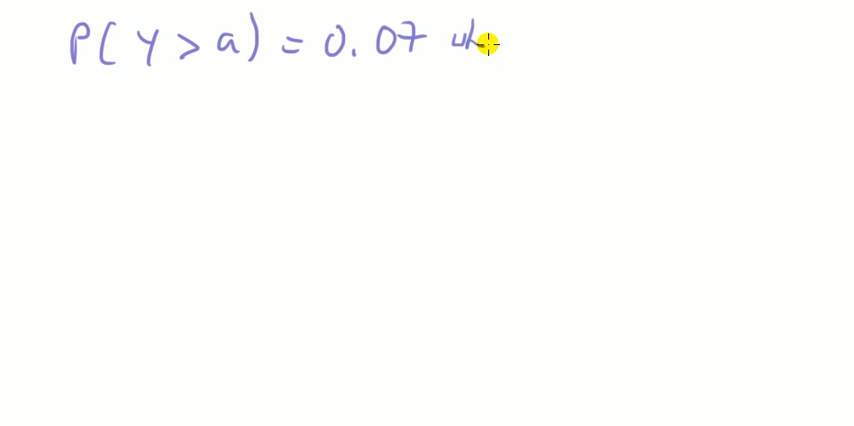 P( Y > a ) = 0.07